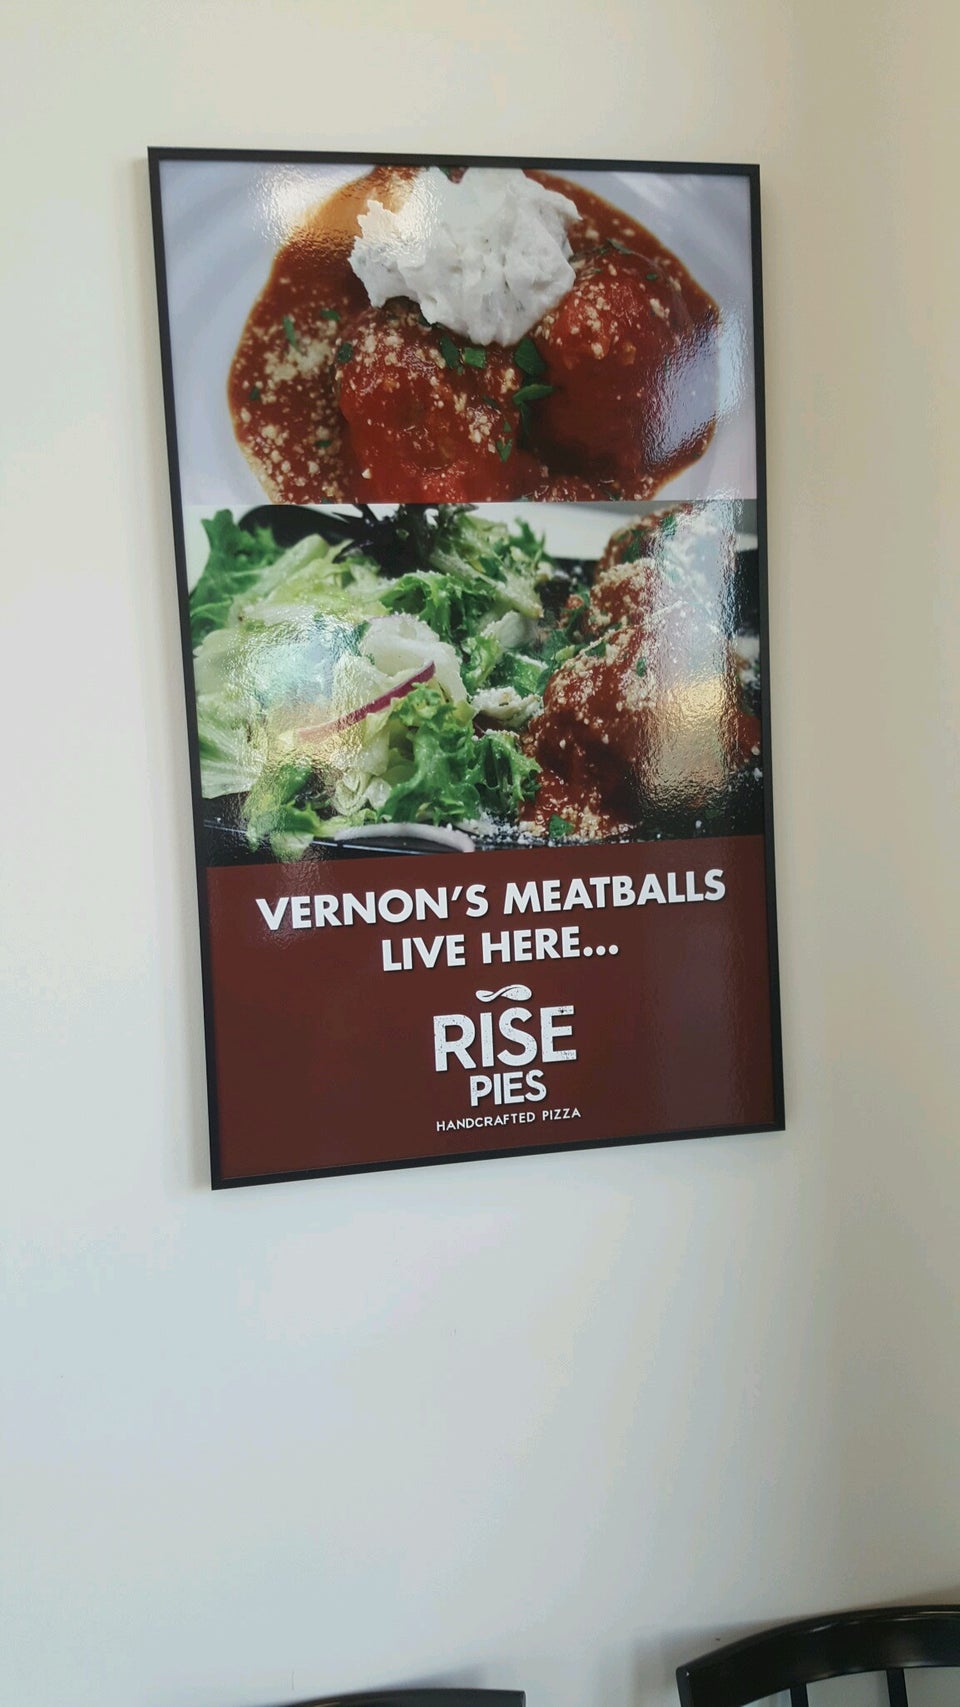 VERNON'S MEATBALLS
LIVE HERE...
RISE
PIES
HANDCRAFTED PIZZA